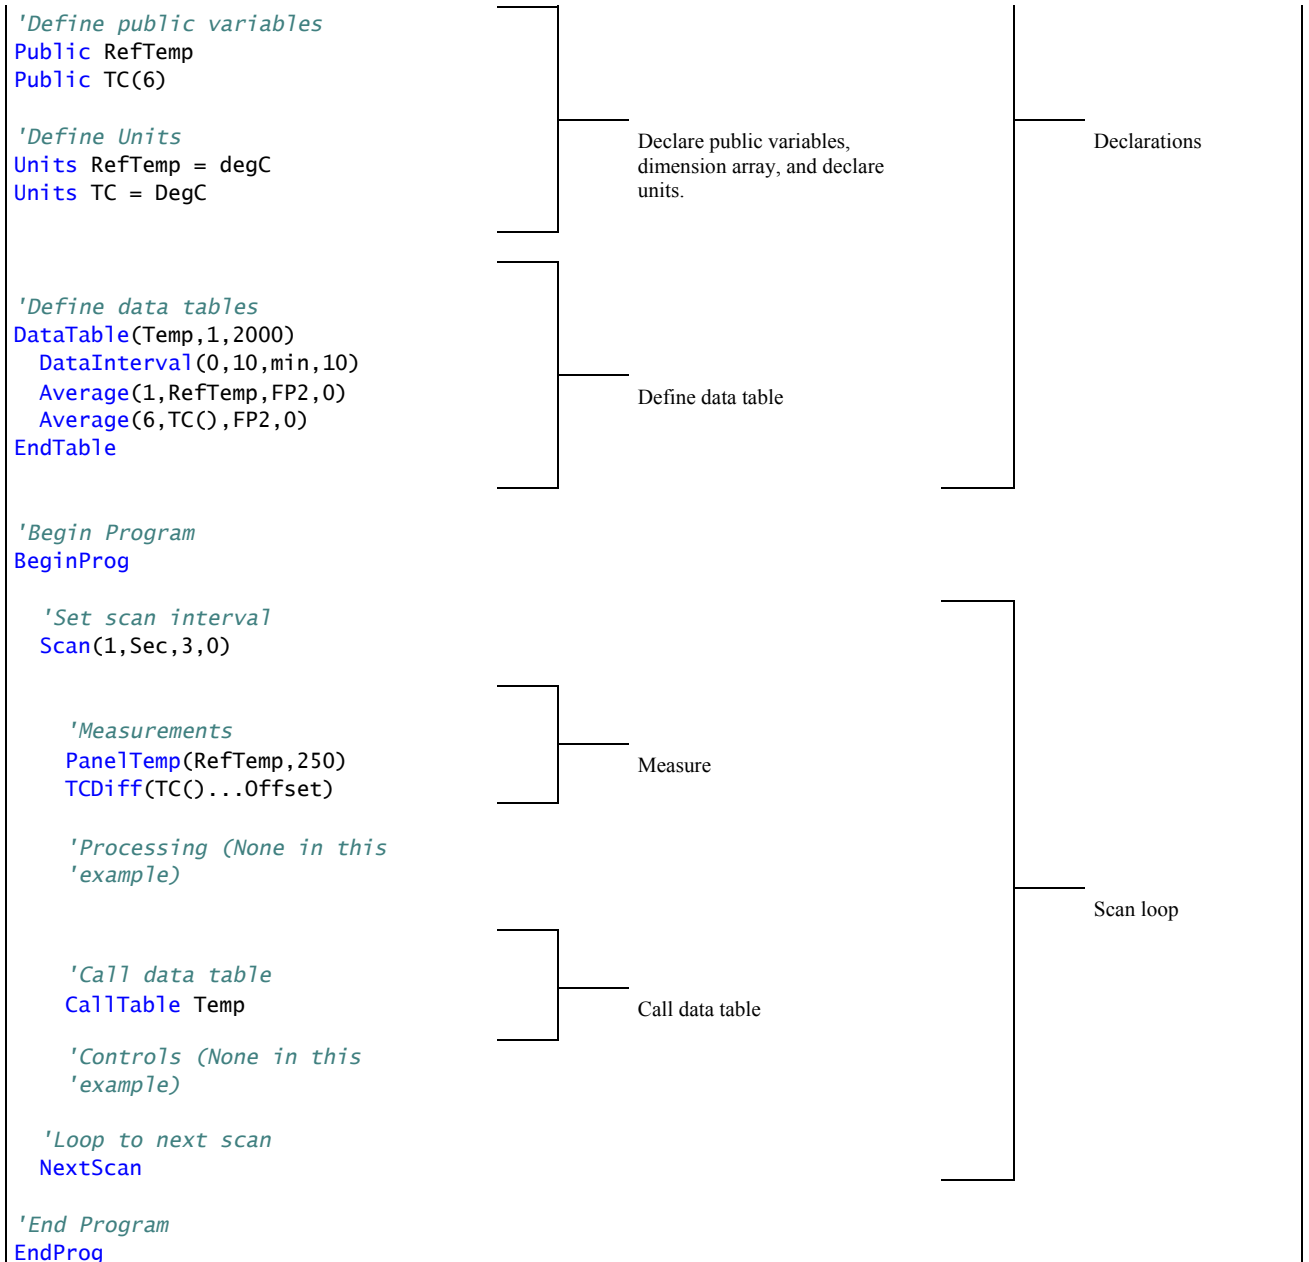 'Define public variables
Public RefTemp
Public TC(6)
'Define Units
Units RefTemp = degC
Units TC = DegC
Declare public variables,
dimension array, and declare
units.
Declarations
'Define data tables
DataTable(Temp,1,2000)
DataInterval(0,10,min,10)
Average(1,RefTemp,FP2,0)
Average(6,TC(),FP2,0)
EndTable
Define data table
'Begin Program
BeginProg
'Set scan interval
Scan(1,Sec,3,0)
'Measurements
PanelTemp(RefTemp,250)
TCDiff(TC()...Offset)
Measure
'Processing (None in this
'example)
Scan loop
'Call data table
CallTable Temp
Call data table
'Controls (None in this
'example)
'Loop to next scan
NextScan
'End Program
EndProg